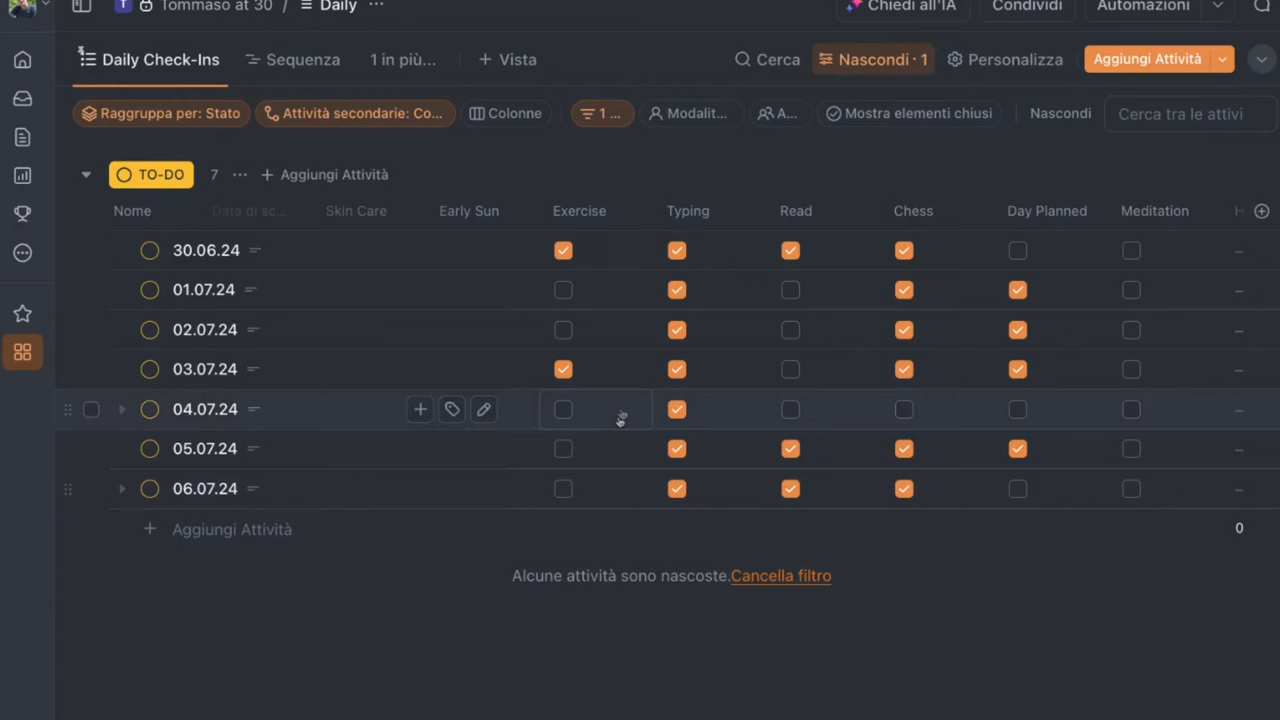 T Tommaso at 30 / Daily ... Chiedi all'IA Condividi Automazioni
Daily Check-Ins Sequenza 1 in più... + Vista Cerca Nascondi · 1 Personalizza Aggiungi Attività
Raggruppa per: Stato Attività secondarie: Co... Colonne 1 ... Modalit... A... Mostra elementi chiusi Nascondi Cerca tra le attivi
TO-DO 7 ... + Aggiungi Attività
Nome Data di sc... Skin Care Early Sun Exercise Typing Read Chess Day Planned Meditation H
30.06.24 –
01.07.24 –
02.07.24 –
03.07.24 –
04.07.24 –
05.07.24 –
06.07.24 –
+ Aggiungi Attività 0
Alcune attività sono nascoste.Cancella filtro